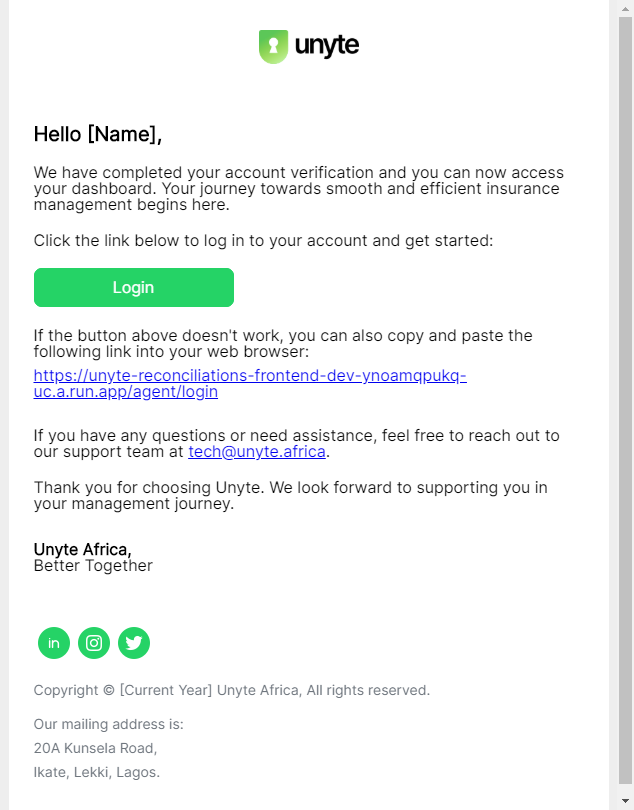 unyte
Hello [Name],
We have completed your account verification and you can now access
your dashboard. Your journey towards smooth and efficient insurance
management begins here.
Click the link below to log in to your account and get started:
Login
If the button above doesn't work, you can also copy and paste the
following link into your web browser:
https://unyte-reconciliations-frontend-dev-ynoamqpukq-
uc.a.run.app/agent/login
If you have any questions or need assistance, feel free to reach out to
our support team at tech@unyte.africa.
Thank you for choosing Unyte. We look forward to supporting you in
your management journey.
Unyte Africa,
Better Together
in
Copyright © [Current Year] Unyte Africa, All rights reserved.
Our mailing address is:
20A Kunsela Road,
Ikate, Lekki, Lagos.